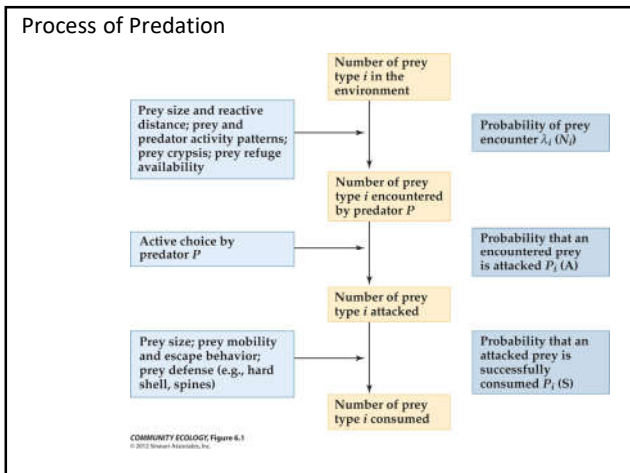 Process of Predation
Number of prey
type i in the
environment
Prey size and reactive
distance; prey and
predator activity patterns;
prey crypsis; prey refuge
availability
Probability of prey
encounter λi (Ni)
Number of prey
type i encountered
by predator P
Active choice by
predator P
Probability that an
encountered prey
is attacked Pi (A)
Number of prey
type i attacked
Prey size; prey mobility
and escape behavior;
prey defense (e.g., hard
shell, spines)
Probability that an
attacked prey is
successfully
consumed Pi (S)
Number of prey
type i consumed
COMMUNITY ECOLOGY, Figure 6.1
© 2012 Sinauer Associates, Inc.